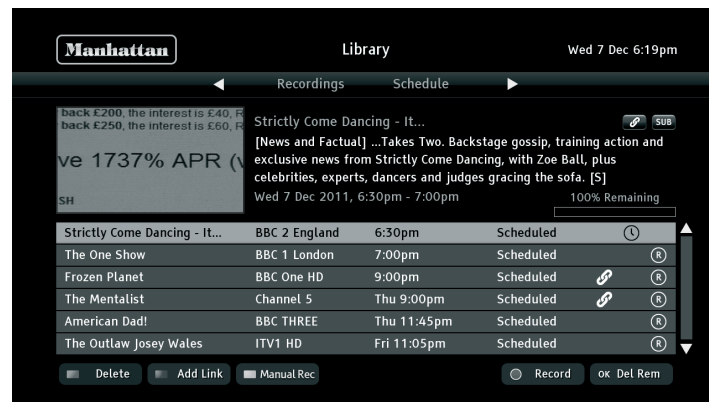 Manhattan
Library
Wed 7 Dec 6:19pm
Recordings Schedule
back £200, the interest is £40, R
back £250, the interest is £60, R
ve 1737% APR (v
SH
Strictly Come Dancing - It...
SUB
[News and Factual] ...Takes Two. Backstage gossip, training action and
exclusive news from Strictly Come Dancing, with Zoe Ball, plus
celebrities, experts, dancers and judges gracing the sofa. [S]
Wed 7 Dec 2011, 6:30pm - 7:00pm
100% Remaining
Strictly Come Dancing - It... BBC 2 England 6:30pm Scheduled
The One Show BBC 1 London 7:00pm Scheduled R
Frozen Planet BBC One HD 9:00pm Scheduled R
The Mentalist Channel 5 Thu 9:00pm Scheduled R
American Dad! BBC THREE Thu 11:45pm Scheduled R
The Outlaw Josey Wales ITV1 HD Fri 11:05pm Scheduled R
Delete Add Link Manual Rec Record OK Del Rem